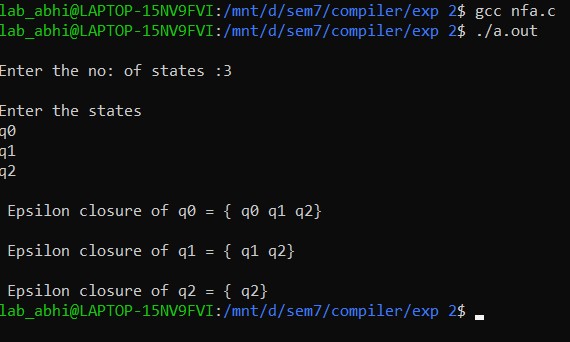 lab_abhi@LAPTOP-15NV9FVI:/mnt/d/sem7/compiler/exp 2$ gcc nfa.c
lab_abhi@LAPTOP-15NV9FVI:/mnt/d/sem7/compiler/exp 2$ ./a.out
Enter the no: of states :3
Enter the states
q0
q1
q2
Epsilon closure of q0 = { q0 q1 q2}
Epsilon closure of q1 = { q1 q2}
Epsilon closure of q2 = { q2}
lab_abhi@LAPTOP-15NV9FVI:/mnt/d/sem7/compiler/exp 2$